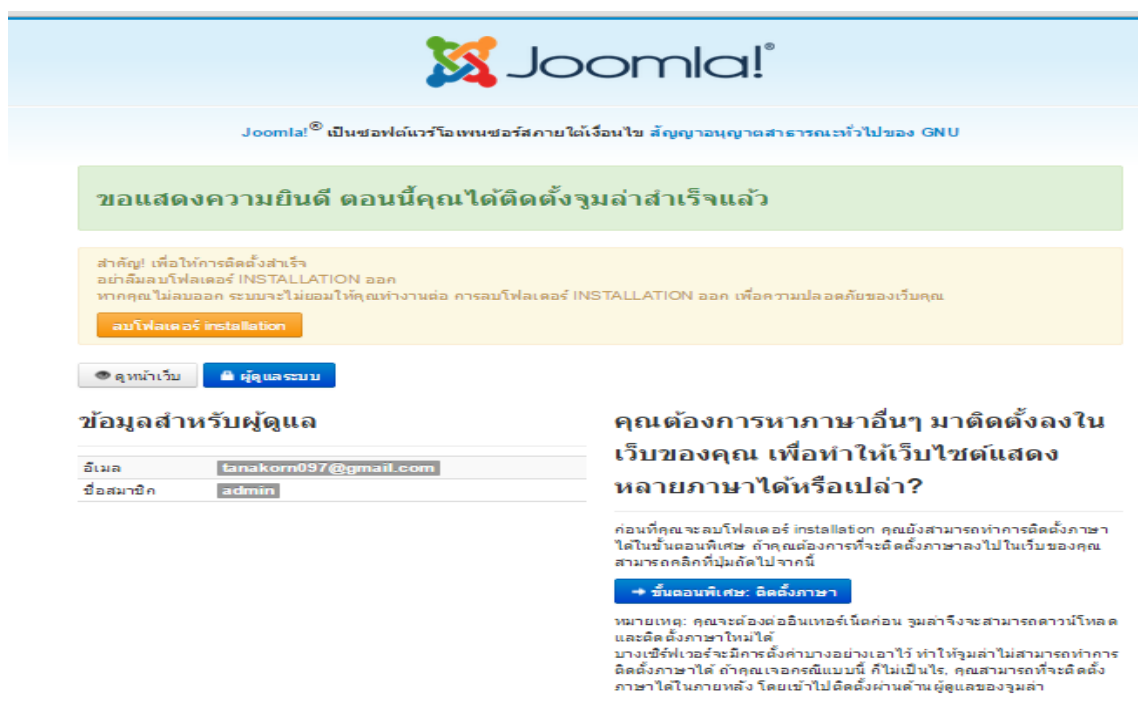 Joomla!®
Joomla!® เป็นซอฟต์แวร์โอเพนซอร์สภายใต้เงื่อนไข สัญญาอนุญาตสาธารณะทั่วไปของ GNU
ขอแสดงความยินดี ตอนนี้คุณได้ติดตั้งจูมล่าสำเร็จแล้ว
สำคัญ! เพื่อให้การติดตั้งสำเร็จ
อย่าลืมลบโฟลเดอร์ INSTALLATION ออก
หากคุณไม่ลบออก ระบบจะไม่ยอมให้คุณทำงานต่อ การลบโฟลเดอร์ INSTALLATION ออก เพื่อความปลอดภัยของเว็บคุณ
ลบโฟลเดอร์ installation
ดูหน้าเว็บ
ผู้ดูแลระบบ
ข้อมูลสำหรับผู้ดูแล
อีเมล tanakorn097@gmail.com
ชื่อสมาชิก admin
คุณต้องการหาภาษาอื่นๆ มาติดตั้งลงใน
เว็บของคุณ เพื่อทำให้เว็บไซต์แสดง
หลายภาษาได้หรือเปล่า?
ก่อนที่คุณจะลบโฟลเดอร์ installation คุณยังสามารถทำการติดตั้งภาษา
ได้ในขั้นตอนพิเศษ ถ้าคุณต้องการที่จะติดตั้งภาษาลงไปในเว็บของคุณ
สามารถคลิกที่ปุ่มถัดไปจากนี้
ขั้นตอนพิเศษ: ติดตั้งภาษา
หมายเหตุ: คุณจะต้องต่ออินเทอร์เน็ตก่อน จูมล่าจึงจะสามารถดาวน์โหลด
และติดตั้งภาษาใหม่ได้
บางเซิร์ฟเวอร์จะมีการตั้งค่าบางอย่างเอาไว้ ทำให้จูมล่าไม่สามารถทำการ
ติดตั้งภาษาได้ ถ้าคุณเจอกรณีแบบนี้ ก็ไม่เป็นไร, คุณสามารถที่จะติดตั้ง
ภาษาได้ในภายหลัง โดยเข้าไปติดตั้งผ่านด้านผู้ดูแลของจูมล่า